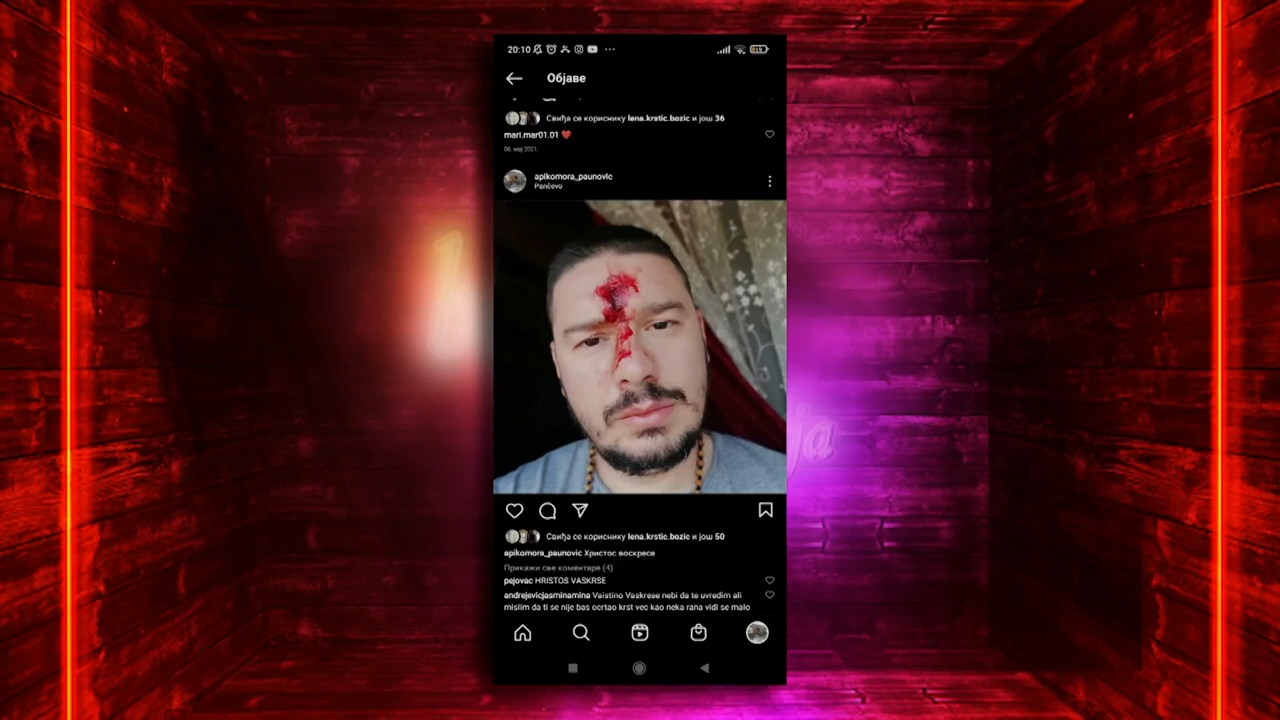 20:10
Објаве
Свиђа се кориснику lena.krstic.bozic и још 36
mari.mar01.01 ❤️
06. мај 2021.
apikomora_paunovic
Pančevo
Свиђа се кориснику lena.krstic.bozic и још 50
apikomora_paunovic Христос воскресе
Прикажи све коментаре (4)
pejovac HRISTOS VASKRSE
andrejevicjasminamina Vaistino Vaskrese nebi da te uvredim ali
mislim da ti se nije bas ocrtao krst vec kao neka rana vidi se malo